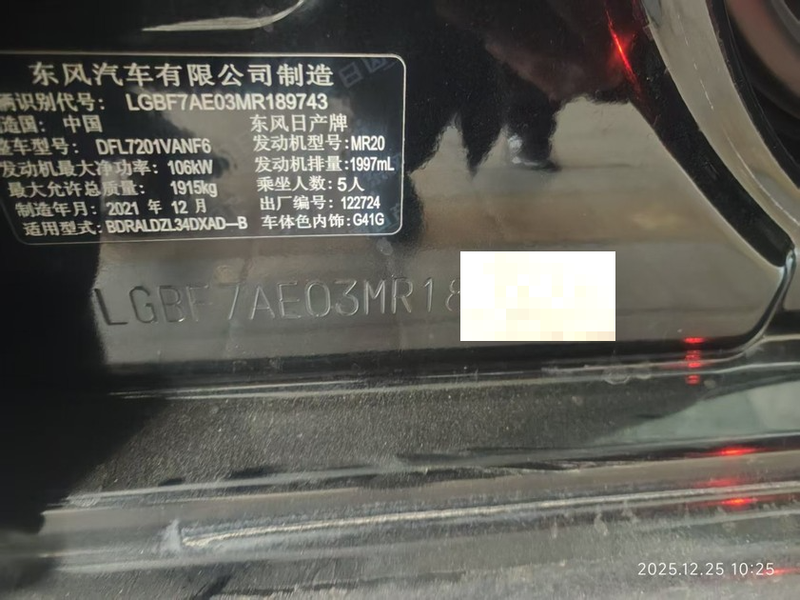 东风汽车有限公司制造
辆识别代号: LGBF7AE03MR189743
造国: 中国 东风日产牌
整车型号: DFL7201VANF6 发动机型号: MR20
发动机最大净功率: 106kW 发动机排量: 1997mL
最大允许总质量: 1915kg 乘坐人数: 5人
制造年月: 2021 年 12 月 出厂编号: 122724
适用型式: BDRALDZL34DXAD—B 车体色内饰: G41G
LGBF7AE03MR18
2025.12.25 10:25